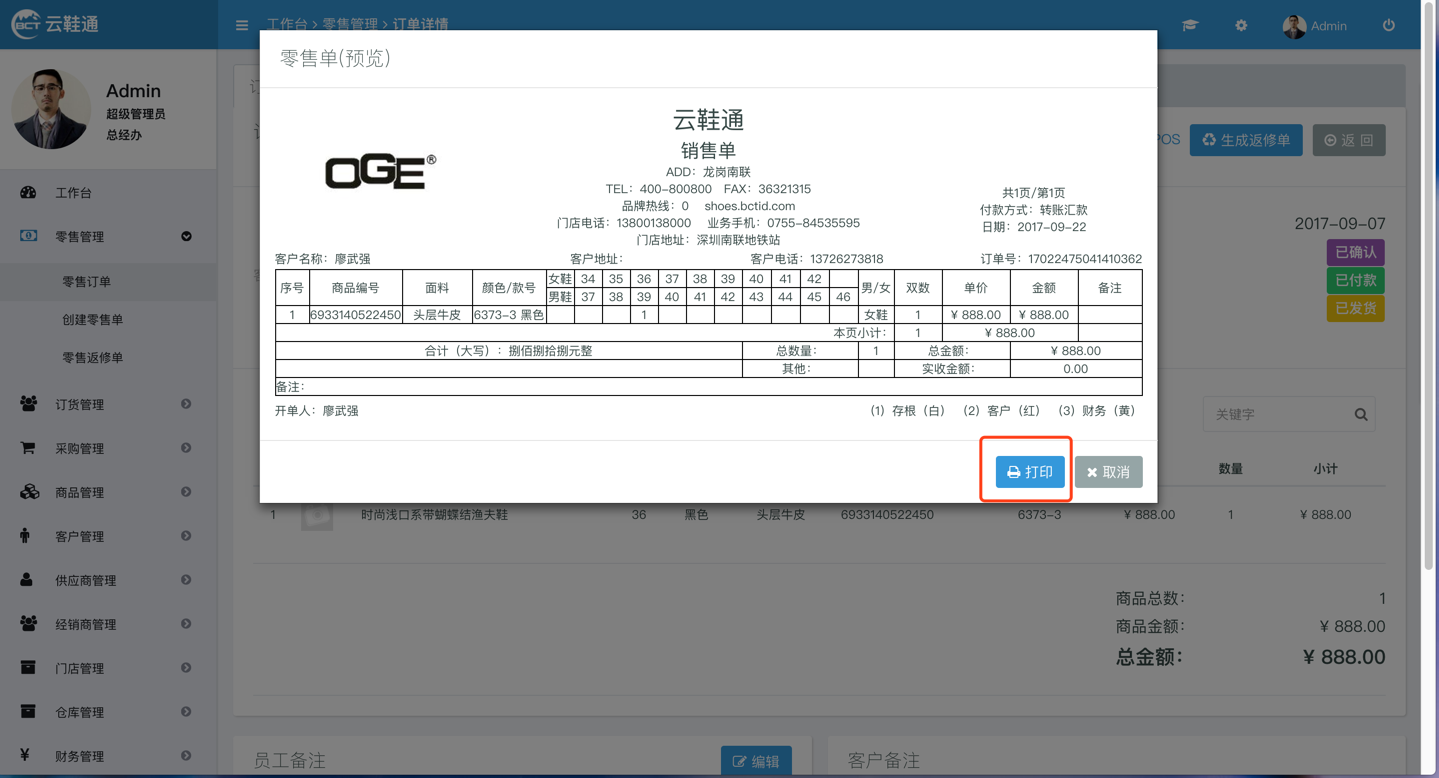 BCT 云鞋通
工作台 > 零售管理 > 订单详情
Admin
Admin
超级管理员
总经办
工作台
零售管理
零售订单
创建零售单
零售返修单
订货管理
采购管理
商品管理
客户管理
供应商管理
经销商管理
门店管理
仓库管理
财务管理
零售单(预览)
云鞋通
销售单
OGE®
ADD：龙岗南联
TEL：400-800800 FAX：36321315
品牌热线：0 shoes.bctid.com
门店电话：13800138000 业务手机：0755-84535595
门店地址：深圳南联地铁站
共1页/第1页
付款方式：转账汇款
日期：2017-09-22
客户名称：廖武强 客户地址： 客户电话：13726273818 订单号：17022475041410362
序号 商品编号 面料 颜色/款号 女鞋 34 35 36 37 38 39 40 41 42 男/女 双数 单价 金额 备注
男鞋 37 38 39 40 41 42 43 44 45 46
1 6933140522450 头层牛皮 6373-3 黑色 1 女鞋 1 ¥ 888.00 ¥ 888.00
本页小计： 1 ¥ 888.00
合计（大写）：捌佰捌拾捌元整 总数量： 1 总金额： ¥ 888.00
其他： 实收金额： 0.00
备注：
开单人：廖武强 （1）存根（白） （2）客户（红） （3）财务（黄）
打印 取消
POS 生成返修单 返 回
2017-09-07
已确认
已付款
已发货
关键字
数量 小计
1 时尚浅口系带蝴蝶结渔夫鞋 36 黑色 头层牛皮 6933140522450 6373-3 ¥ 888.00 1 ¥ 888.00
商品总数： 1
商品金额： ¥ 888.00
总金额： ¥ 888.00
员工备注 编辑 客户备注